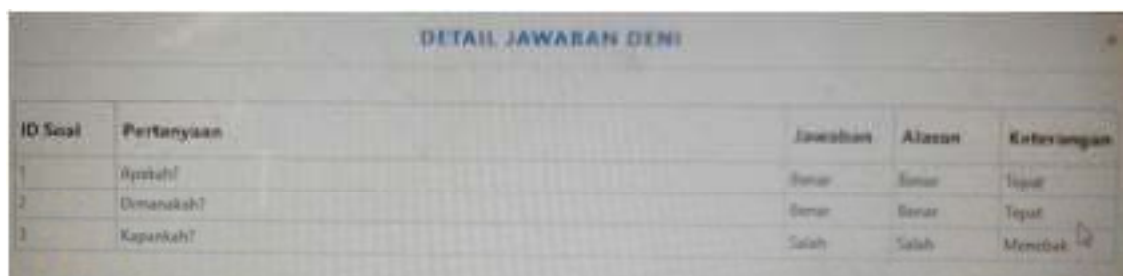 DETAIL JAWABAN DENI
ID Soal Pertanyaan Jawaban Alasan Keterangan
1 Apakah? Benar Benar Tepat
2 Dimanakah? Benar Benar Tepat
3 Kapankah? Salah Salah Menebak